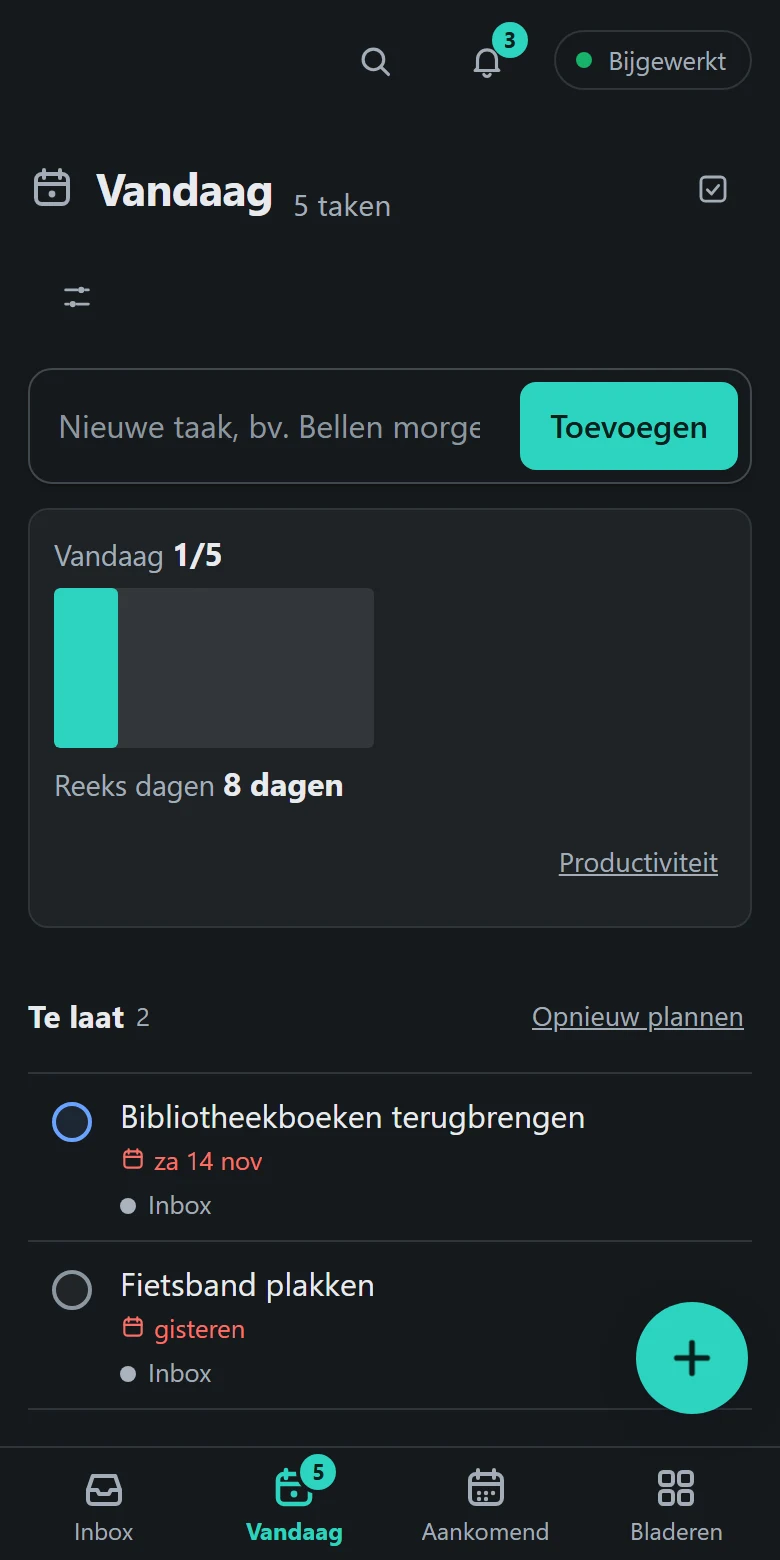 3
Bijgewerkt
Vandaag 5 taken
Nieuwe taak, bv. Bellen morge
Toevoegen
Vandaag 1/5
Reeks dagen 8 dagen
Productiviteit
Te laat 2
Opnieuw plannen
Bibliotheekboeken terugbrengen
za 14 nov
Inbox
Fietsband plakken
gisteren
Inbox
5
Inbox
Vandaag
Aankomend
Bladeren